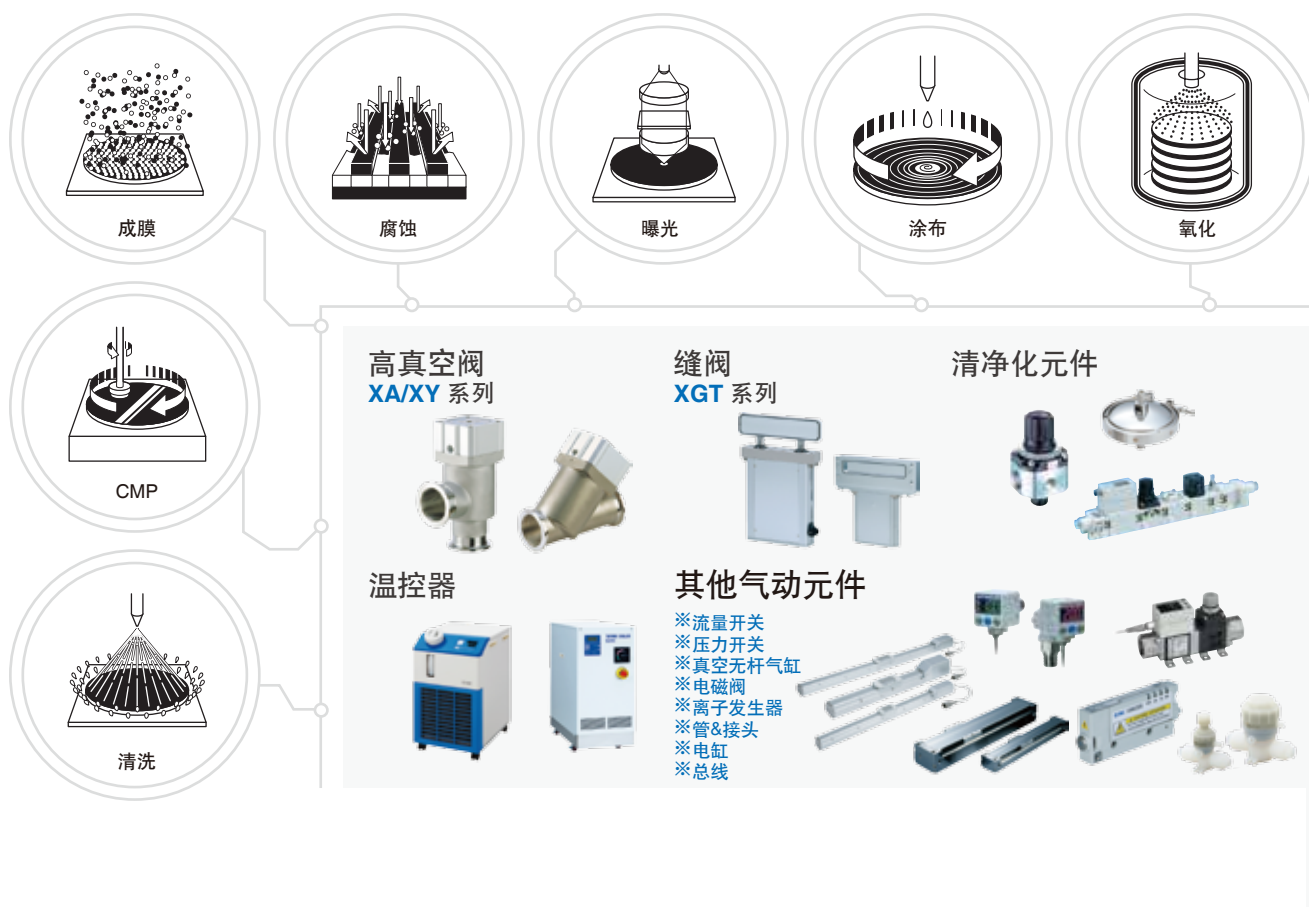 成膜
腐蚀
曝光
涂布
氧化
CMP
清洗
高真空阀
XA/XY 系列
缝阀
XGT 系列
清净化元件
温控器
其他气动元件
※流量开关
※压力开关
※真空无杆气缸
※电磁阀
※离子发生器
※管&接头
※电缸
※总线